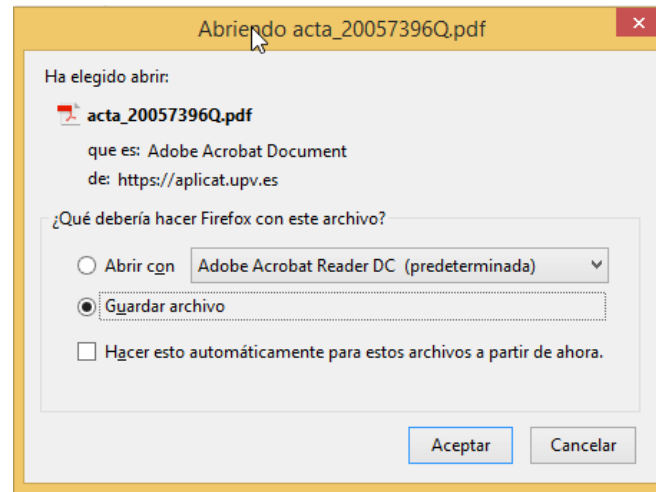 Abriendo acta_20057396Q.pdf
Ha elegido abrir:
acta_20057396Q.pdf
que es: Adobe Acrobat Document
de: https://aplicat.upv.es
¿Qué debería hacer Firefox con este archivo?
Abrir con Adobe Acrobat Reader DC (predeterminada)
Guardar archivo
Hacer esto automáticamente para estos archivos a partir de ahora.
Aceptar Cancelar